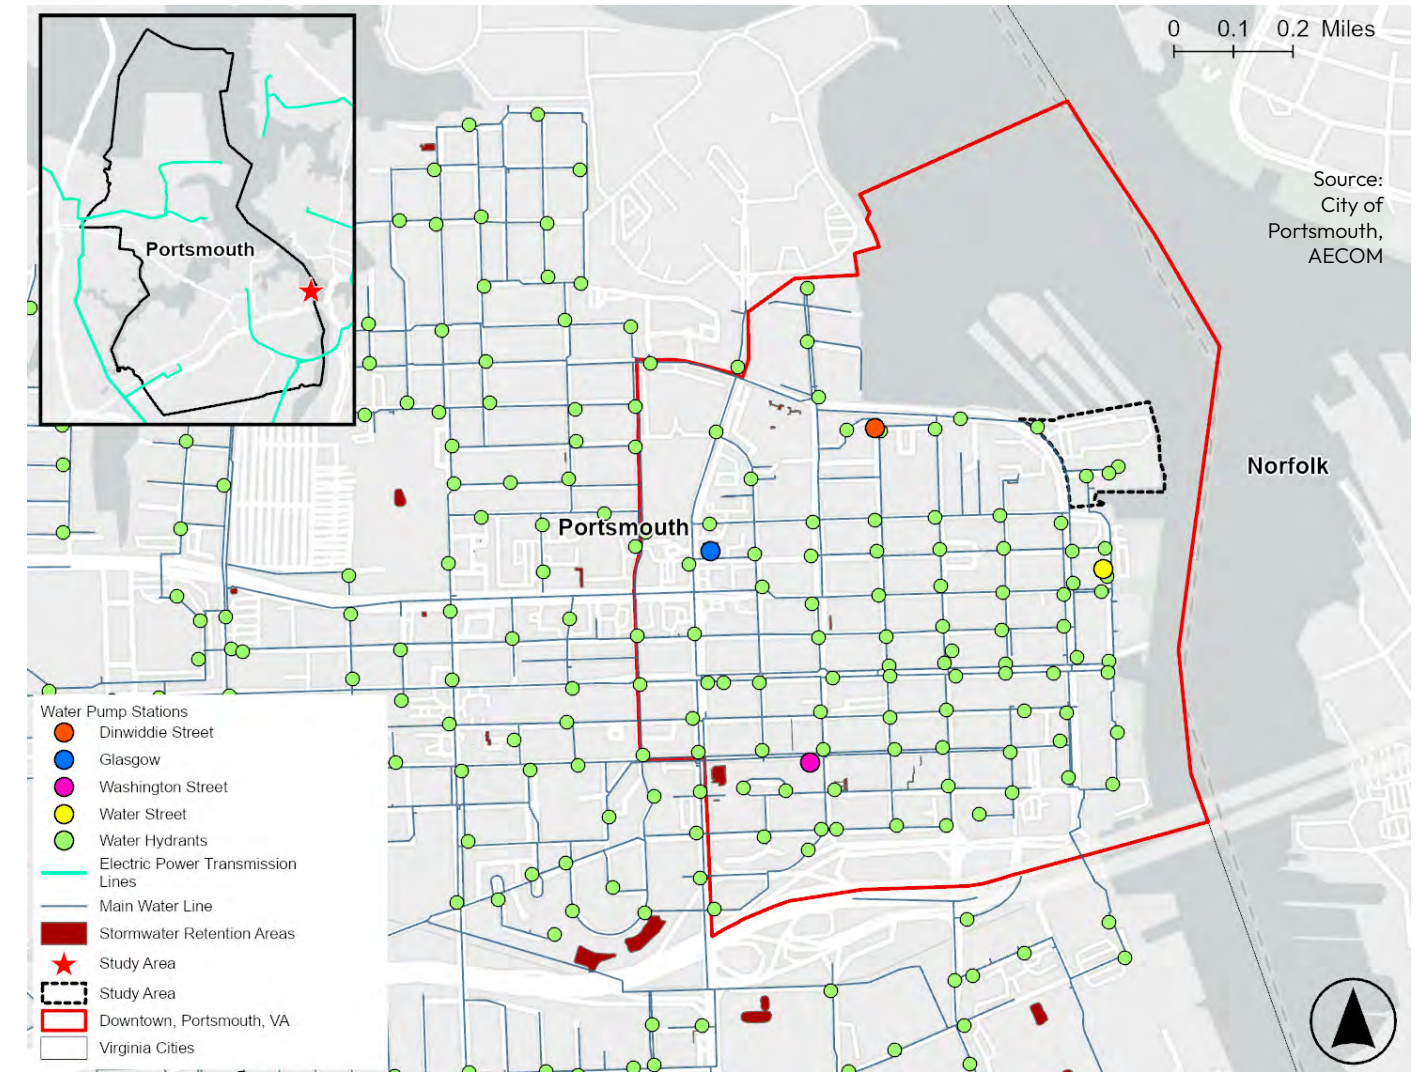 0 0.1 0.2 Miles
Source:
City of
Portsmouth,
AECOM
Portsmouth
Norfolk
Portsmouth
Water Pump Stations
Dinwiddie Street
Glasgow
Washington Street
Water Street
Water Hydrants
Electric Power Transmission
Lines
Main Water Line
Stormwater Retention Areas
Study Area
Study Area
Downtown, Portsmouth, VA
Virginia Cities